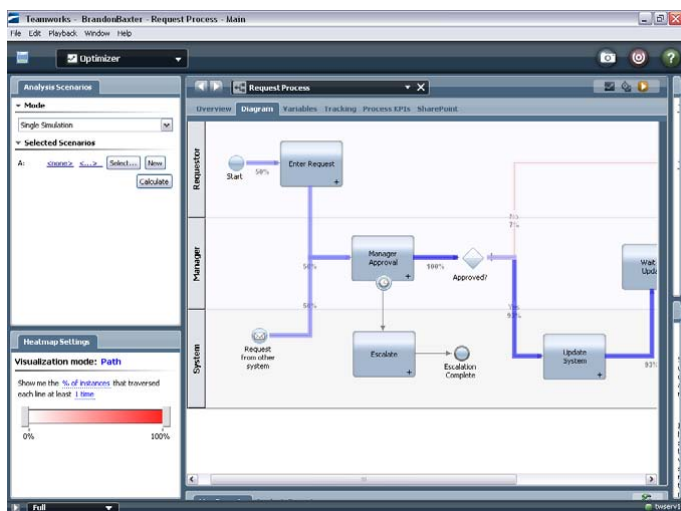 Teamworks - BrandonBaxter - Request Process - Main
File Edit Playback Window Help
Optimizer
Analysis Scenarios
Mode
Single Simulation
Selected Scenarios
A: <none> <...> Select... New
Calculate
Heatmap Settings
Visualization mode: Path
Show me the % of instances that traversed
each line at least 1 time
0% 100%
Full
Request Process
Overview Diagram Variables Tracking Process KPIs SharePoint
Requestor
Start
50%
Enter Request
No
7%
Manager
50%
Manager
Approval
100%
Approved?
Wait
Upda
50%
Yes
93%
System
Request
from other
system
Escalate
Escalation
Complete
Update
System
93%
twserv1